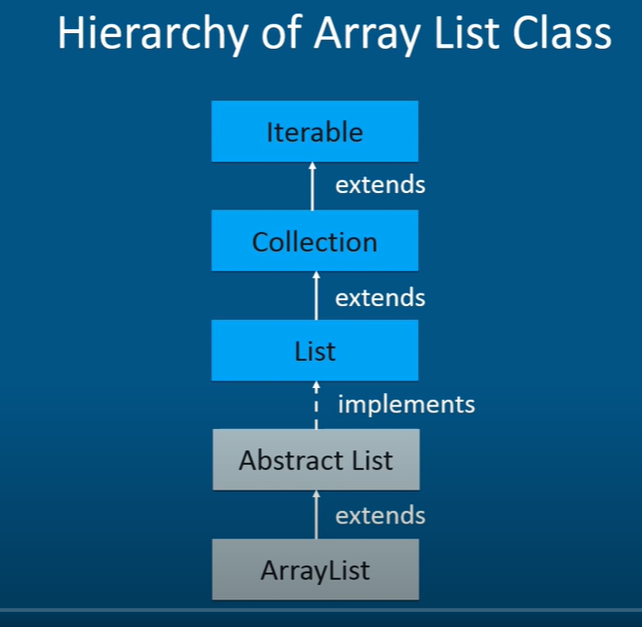 Hierarchy of Array List Class
Iterable
extends
Collection
extends
List
implements
Abstract List
extends
ArrayList